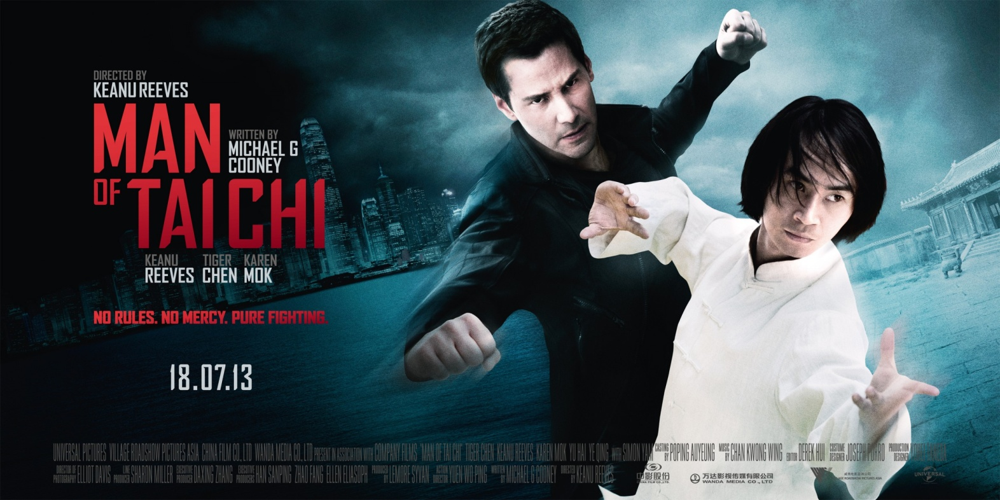 DIRECTED BY
KEANU REEVES
MAN
WRITTEN BY
MICHAEL G
COONEY
OF TAI CHI
KEANU REEVES TIGER CHEN KAREN MOK
NO RULES. NO MERCY. PURE FIGHTING.
18.07.13
UNIVERSAL PICTURES VILLAGE ROADSHOW PICTURES ASIA CHINA FILM CO., LTD WANDA MEDIA CO., LTD PRESENT IN ASSOCIATION WITH COMPANY FILMS 'MAN OF TAI CHI' TIGER CHEN KEANU REEVES KAREN MOK YU HAI YE QING WITH SIMON YAM CASTING BY POPING AUYEUNG MUSIC BY CHAN KWONG WING EDITOR DEREK HUI COSTUME DESIGNER JOSEPH PORRO PRODUCTION DESIGNER
DIRECTOR OF PHOTOGRAPHY ELLIOT DAVIS LINE PRODUCER SHARON MILLER EXECUTIVE PRODUCER DAXING ZHANG EXECUTIVE PRODUCERS HAN SANPING ZHAO FANG ELLEN ELIASOPH PRODUCED BY LEMORE SYVAN ACTION DIRECTOR YUEN WO PING WRITTEN BY MICHAEL G COONEY DIRECTED BY KEANU REEVES
中影股份
CHINA FILM CO.,LTD.
万达影视传媒有限公司
WANDA MEDIA CO.,LTD
VILLAGE ROADSHOW PICTURES ASIA
UNIVERSAL